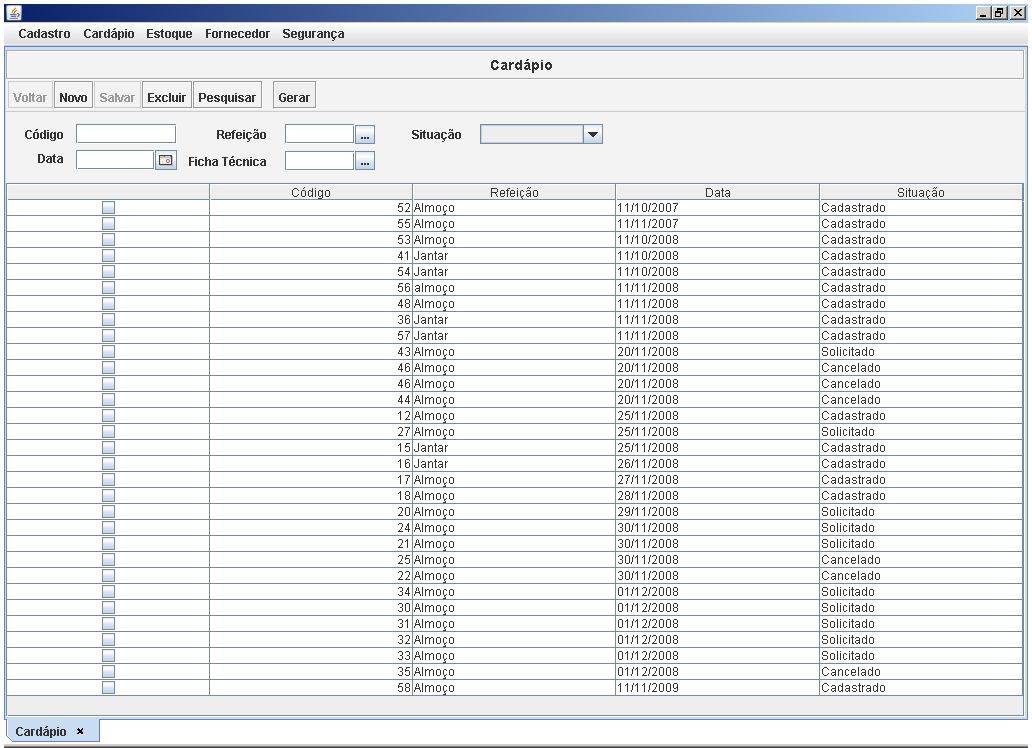 Cadastro Cardápio Estoque Fornecedor Segurança
Cardápio
Voltar Novo Salvar Excluir Pesquisar Gerar
Código Refeição ... Situação
Data Ficha Técnica ...
Código Refeição Data Situação
52 Almoço 11/10/2007 Cadastrado
55 Almoço 11/11/2007 Cadastrado
53 Almoço 11/10/2008 Cadastrado
41 Jantar 11/10/2008 Cadastrado
54 Jantar 11/10/2008 Cadastrado
56 almoço 11/11/2008 Cadastrado
48 Almoço 11/11/2008 Cadastrado
36 Jantar 11/11/2008 Cadastrado
57 Jantar 11/11/2008 Cadastrado
43 Almoço 20/11/2008 Solicitado
46 Almoço 20/11/2008 Cancelado
46 Almoço 20/11/2008 Cancelado
44 Almoço 20/11/2008 Cancelado
12 Almoço 25/11/2008 Cadastrado
27 Almoço 25/11/2008 Solicitado
15 Jantar 25/11/2008 Cadastrado
16 Jantar 26/11/2008 Cadastrado
17 Almoço 27/11/2008 Cadastrado
18 Almoço 28/11/2008 Cadastrado
20 Almoço 29/11/2008 Solicitado
24 Almoço 30/11/2008 Solicitado
21 Almoço 30/11/2008 Solicitado
25 Almoço 30/11/2008 Cancelado
22 Almoço 30/11/2008 Cancelado
34 Almoço 01/12/2008 Solicitado
30 Almoço 01/12/2008 Solicitado
31 Almoço 01/12/2008 Solicitado
32 Almoço 01/12/2008 Solicitado
33 Almoço 01/12/2008 Solicitado
35 Almoço 01/12/2008 Cancelado
58 Almoço 11/11/2009 Cadastrado
Cardápio ×